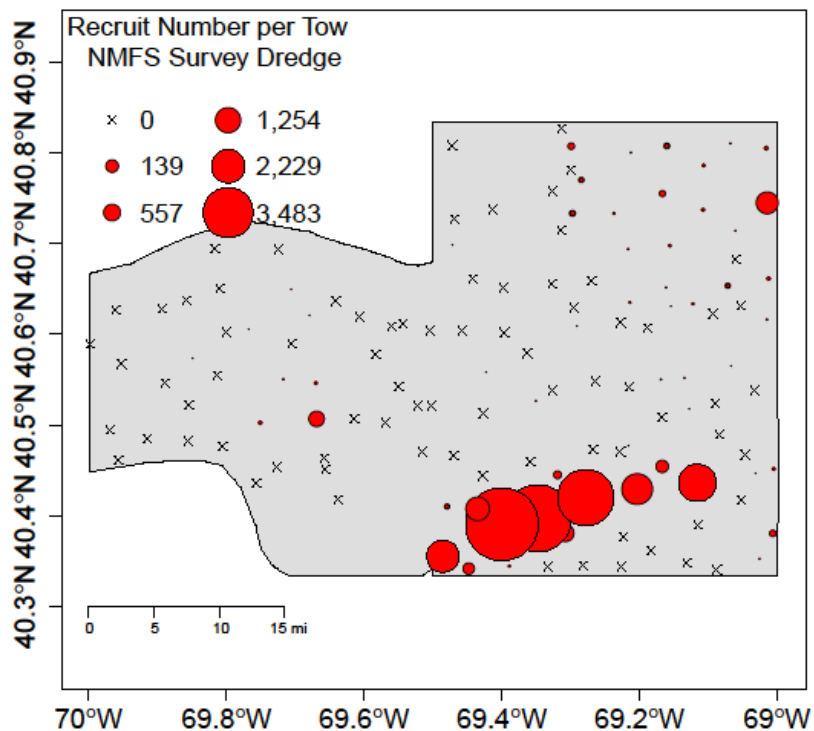 Recruit Number per Tow
NMFS Survey Dredge
0
1,254
139
2,229
557
3,483
40.9°N
40.8°N
40.7°N
40.6°N
40.5°N
40.4°N
40.3°N
0 5 10 15 mi
70°W 69.8°W 69.6°W 69.4°W 69.2°W 69°W